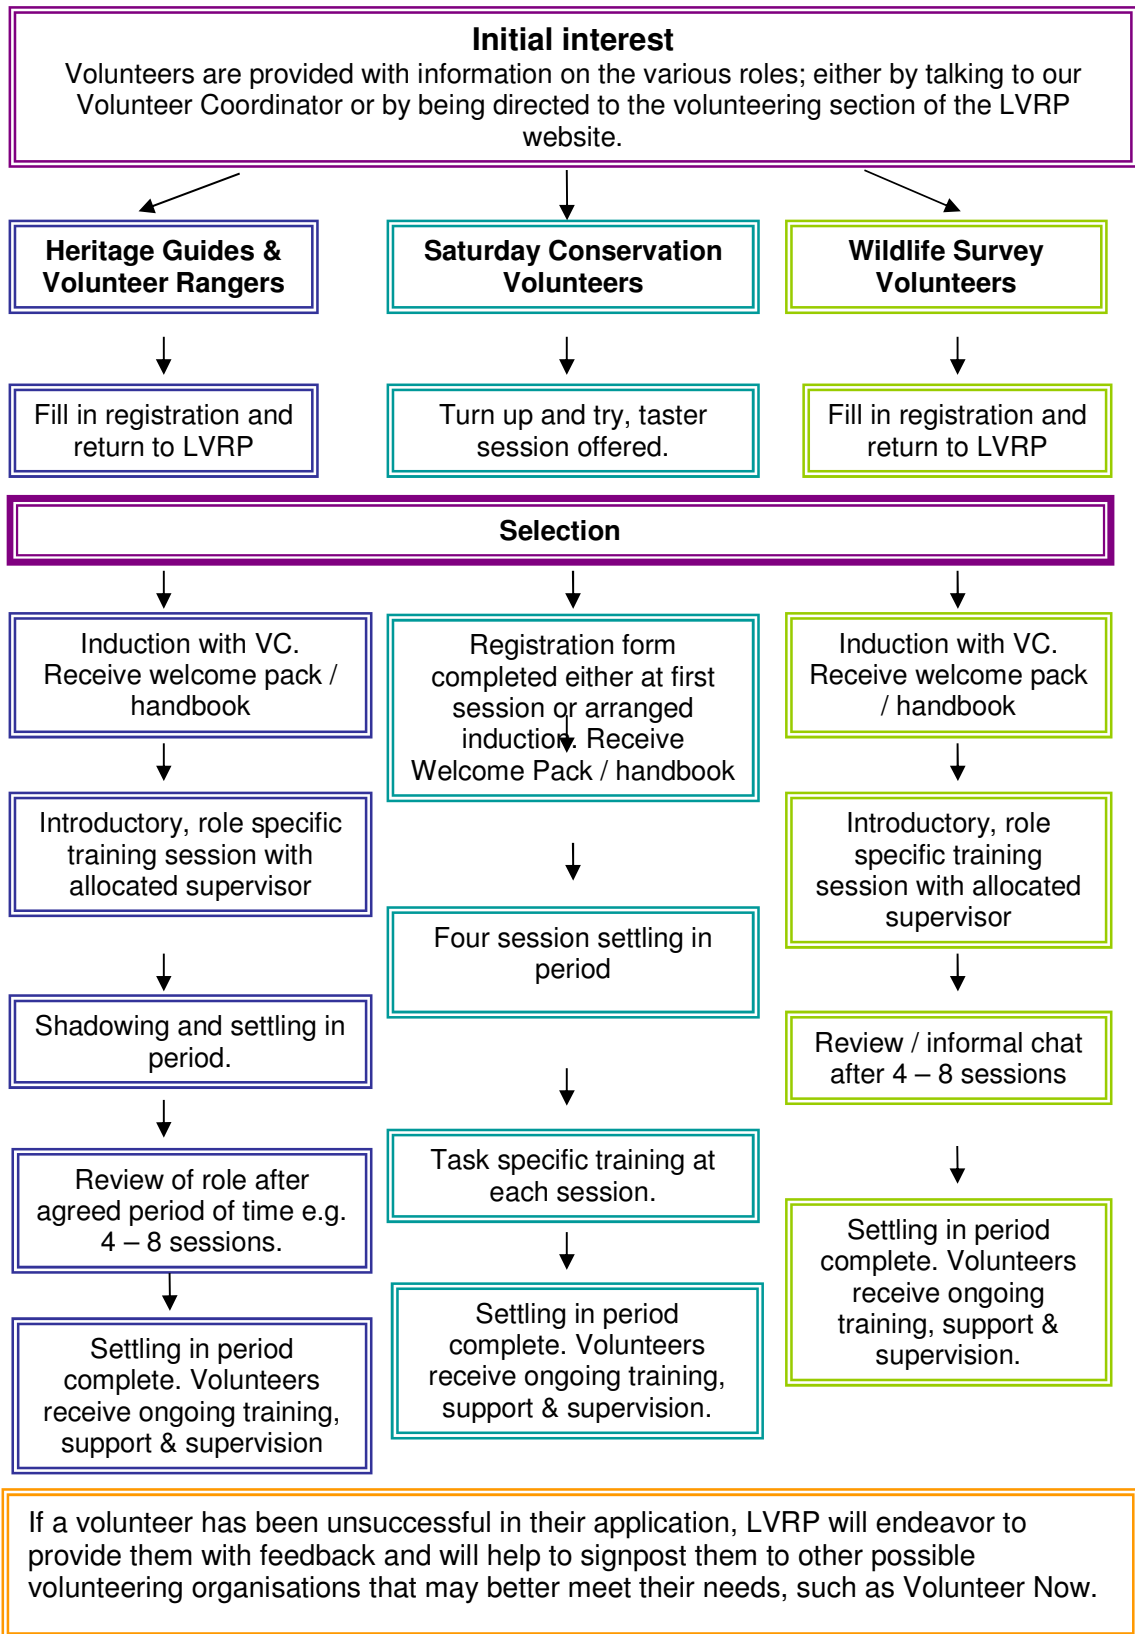 Initial interest
Volunteers are provided with information on the various roles; either by talking to our
Volunteer Coordinator or by being directed to the volunteering section of the LVRP
website.
Heritage Guides &
Volunteer Rangers
Saturday Conservation
Volunteers
Wildlife Survey
Volunteers
Fill in registration and
return to LVRP
Turn up and try, taster
session offered.
Fill in registration and
return to LVRP
Selection
Induction with VC.
Receive welcome pack /
handbook
Registration form
completed either at first
session or arranged
induction. Receive
Welcome Pack / handbook
Induction with VC.
Receive welcome pack
/ handbook
Introductory, role specific
training session with
allocated supervisor
Introductory, role
specific training
session with allocated
supervisor
Four session settling in
period
Shadowing and settling in
period.
Review / informal chat
after 4 – 8 sessions
Review of role after
agreed period of time e.g.
4 – 8 sessions.
Task specific training at
each session.
Settling in period
complete. Volunteers
receive ongoing
training, support &
supervision.
Settling in period
complete. Volunteers
receive ongoing training,
support & supervision
Settling in period
complete. Volunteers
receive ongoing training,
support & supervision.
If a volunteer has been unsuccessful in their application, LVRP will endeavor to
provide them with feedback and will help to signpost them to other possible
volunteering organisations that may better meet their needs, such as Volunteer Now.